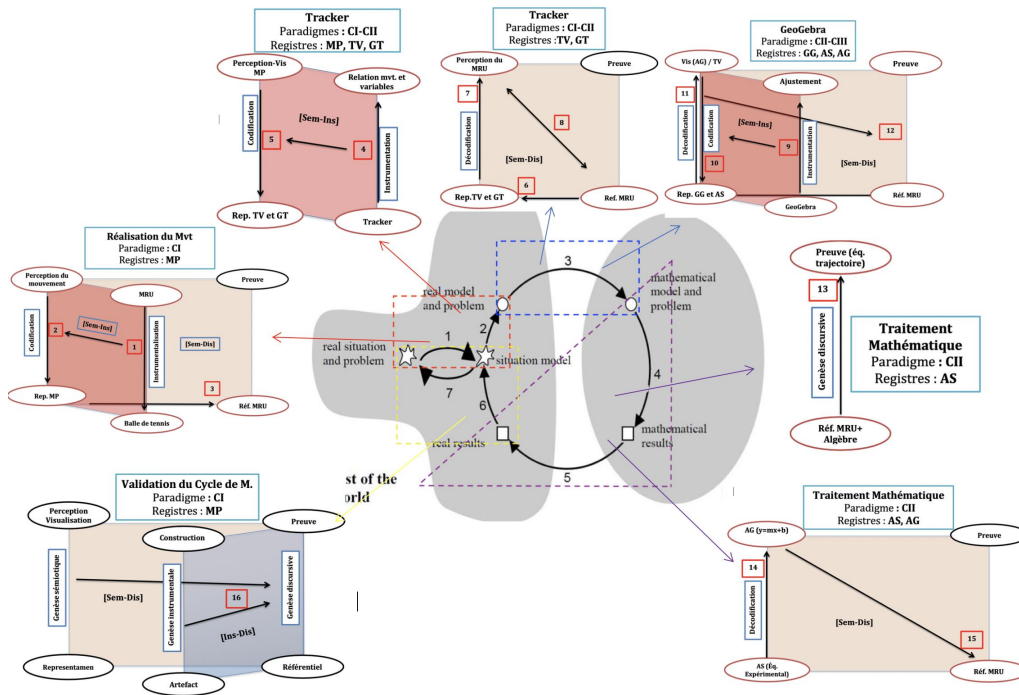 Tracker
Paradigmes : CI-CII
Registres : MP, TV, GT
Perception-Vis
MP
Relation mvt. et
variables
Codification
5
[Sem-Ins]
4
Instrumentation
Rep. TV et GT
Tracker
Tracker
Paradigmes : CI-CII
Registres :TV, GT
Perception du
MRU
Preuve
7
Décodification
8
[Sem-Dis]
6
Rep.TV et GT
Ref. MRU
GeoGebra
Paradigme : CII-CIII
Registres : GG, AS, AG
Vis (AG) / TV
Preuve
Ajustement
11
Décodification
Codification
[Sem-Ins]
12
9
10
Instrumentation
[Sem-Dis]
Rep. GG et AS
Réf. MRU
GeoGebra
Réalisation du Mvt
Paradigme : CI
Registres : MP
Perception du
mouvement
MRU
Preuve
Codification
2
[Sem-Ins]
1
Instrumentalisation
[Sem-Dis]
3
Rep. MP
Réf. MRU
Balle de tennis
real model
and problem
3
mathematical
model and
problem
1
2
real situation
and problem
situation model
7
4
6
real results
mathematical
results
5
st of the
orld
Preuve (éq.
trajectoire)
13
Genèse discursive
Traitement
Mathématique
Paradigme : CII
Registres : AS
Réf. MRU+
Algèbre
Validation du Cycle de M.
Paradigme : CI
Registres : MP
Perception
Visualisation
Construction
Preuve
Genèse sémiotique
[Sem-Dis]
Genèse instrumentale
16
[Ins-Dis]
Genèse discursive
Representamen
Référentiel
Artefact
Traitement Mathématique
Paradigme : CII
Registres : AS, AG
AG (y=mx+b)
Preuve
14
Décodification
[Sem-Dis]
15
AS (Éq.
Expérimental)
Réf. MRU